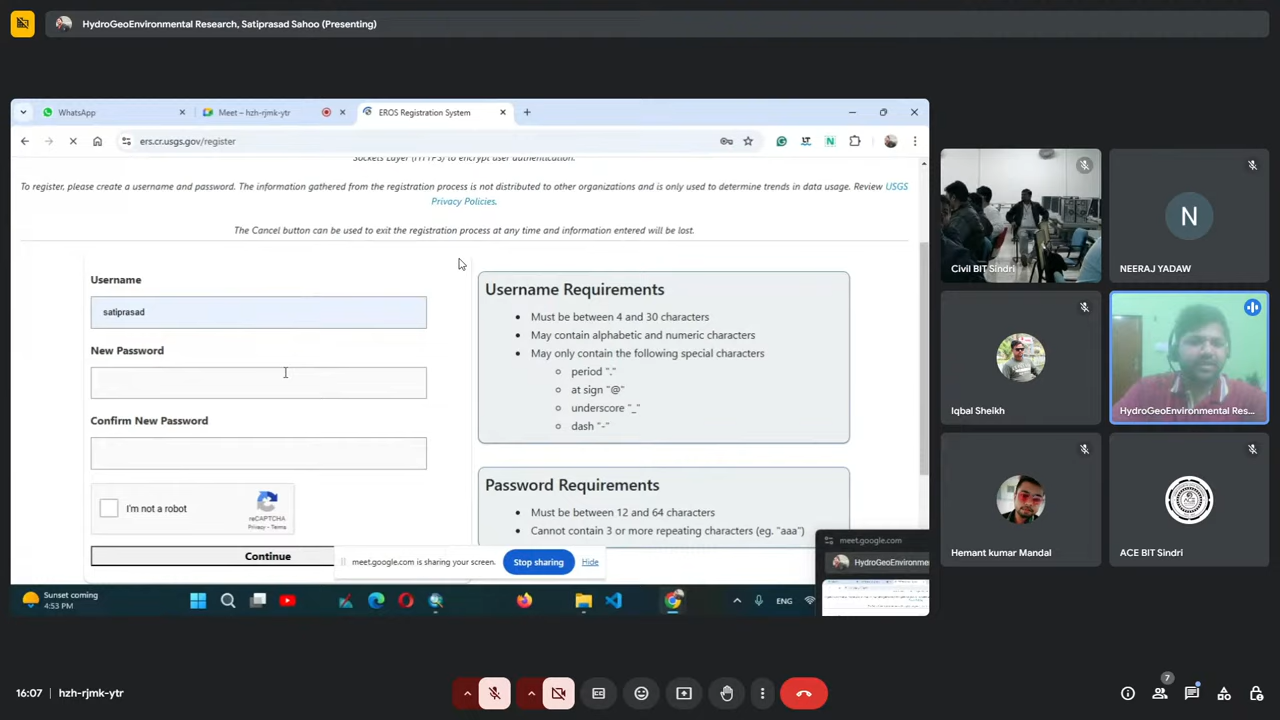 HydroGeoEnvironmental Research, Satiprasad Sahoo (Presenting)
WhatsApp
Meet – hzh-rjmk-ytr
EROS Registration System
ers.cr.usgs.gov/register
Sockets Layer (HTTPS) to encrypt user authentication.
To register, please create a username and password. The information gathered from the registration process is not distributed to other organizations and is only used to determine trends in data usage. Review USGS
Privacy Policies.
The Cancel button can be used to exit the registration process at any time and information entered will be lost.
Username
satiprasad
New Password
Confirm New Password
I'm not a robot
reCAPTCHA
Privacy - Terms
Continue
Username Requirements
Must be between 4 and 30 characters
May contain alphabetic and numeric characters
May only contain the following special characters
period "."
at sign "@"
underscore "_"
dash "-"
Password Requirements
Must be between 12 and 64 characters
Cannot contain 3 or more repeating characters (eg. "aaa")
meet.google.com is sharing your screen.
Stop sharing
Hide
meet.google.com
HydroGeoEnvironme
Sunset coming
4:53 PM
ENG
Civil BIT Sindri
N
NEERAJ YADAW
Iqbal Sheikh
HydroGeoEnvironmental Res...
Hemant kumar Mandal
ACE BIT Sindri
16:07
hzh-rjmk-ytr
7